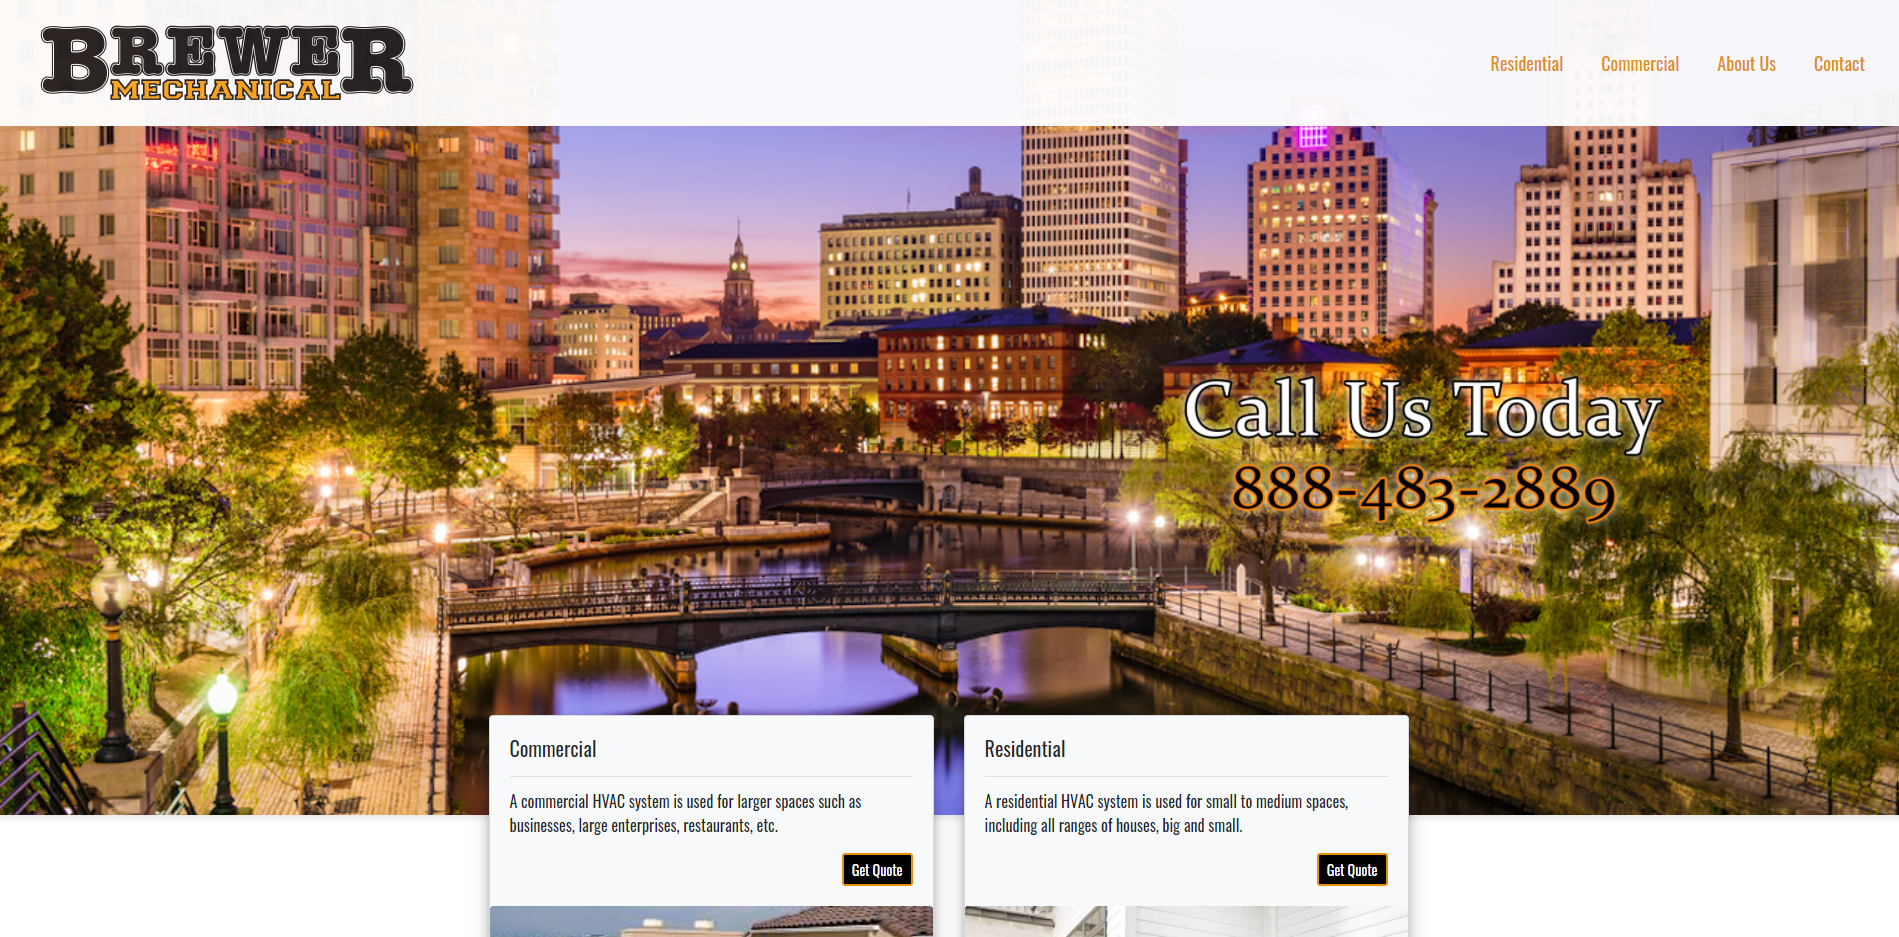 BREWER
MECHANICAL
Residential
Commercial
About Us
Contact
Call Us Today
888-483-2889
Commercial
A commercial HVAC system is used for larger spaces such as
businesses, large enterprises, restaurants, etc.
Get Quote
Residential
A residential HVAC system is used for small to medium spaces,
including all ranges of houses, big and small.
Get Quote